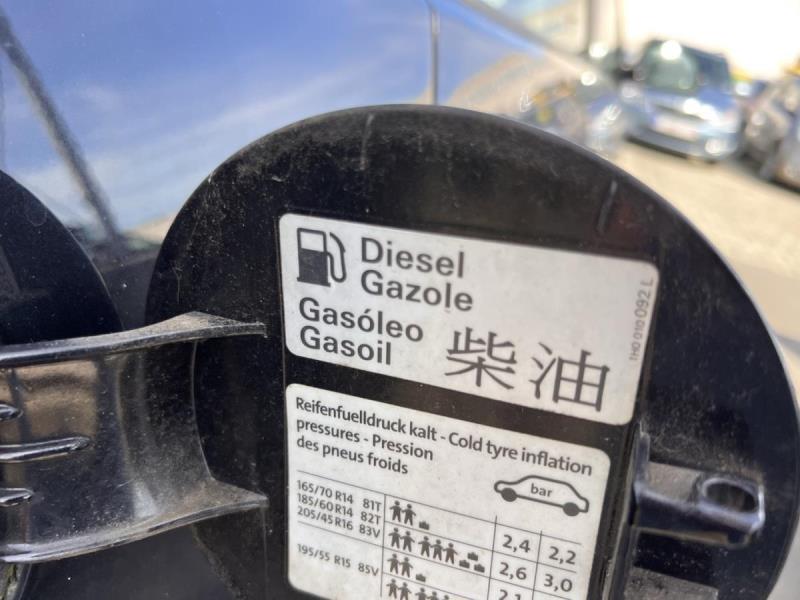 Diesel
Gazole
Gasóleo
Gasoil
柴油
1H0 010 092 L
Reifenfuelldruck kalt - Cold tyre inflation
pressures - Pression
des pneus froids
bar
165/70 R14 81T
185/60 R14 82T
205/45 R16 83V
2,4 2,2
2,6 3,0
195/55 R15 85V
2,1